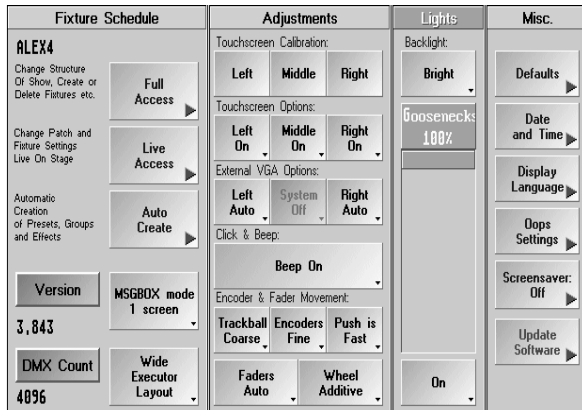 Fixture Schedule
ALEX4
Change Structure
Of Show, Create or
Delete Fixtures etc.
Full
Access
Change Patch and
Fixture Settings
Live On Stage
Live
Access
Automatic
Creation
of Presets, Groups
and Effects
Auto
Create
Version
3,843
MSGBOX mode
1 screen
DMX Count
4096
Wide
Executor
Layout
Adjustments
Touchscreen Calibration:
Left
Middle
Right
Touchscreen Options:
Left
On
Middle
On
Right
On
External VGA Options:
Left
Auto
System
Off
Right
Auto
Click & Beep:
Beep On
Encoder & Fader Movement:
Trackball
Coarse
Encoders
Fine
Push is
Fast
Faders
Auto
Wheel
Additive
Lights
Backlight:
Bright
Goosenecks
100%
On
Misc.
Defaults
Date
and Time
Display
Language
Oops
Settings
Screensaver:
Off
Update
Software